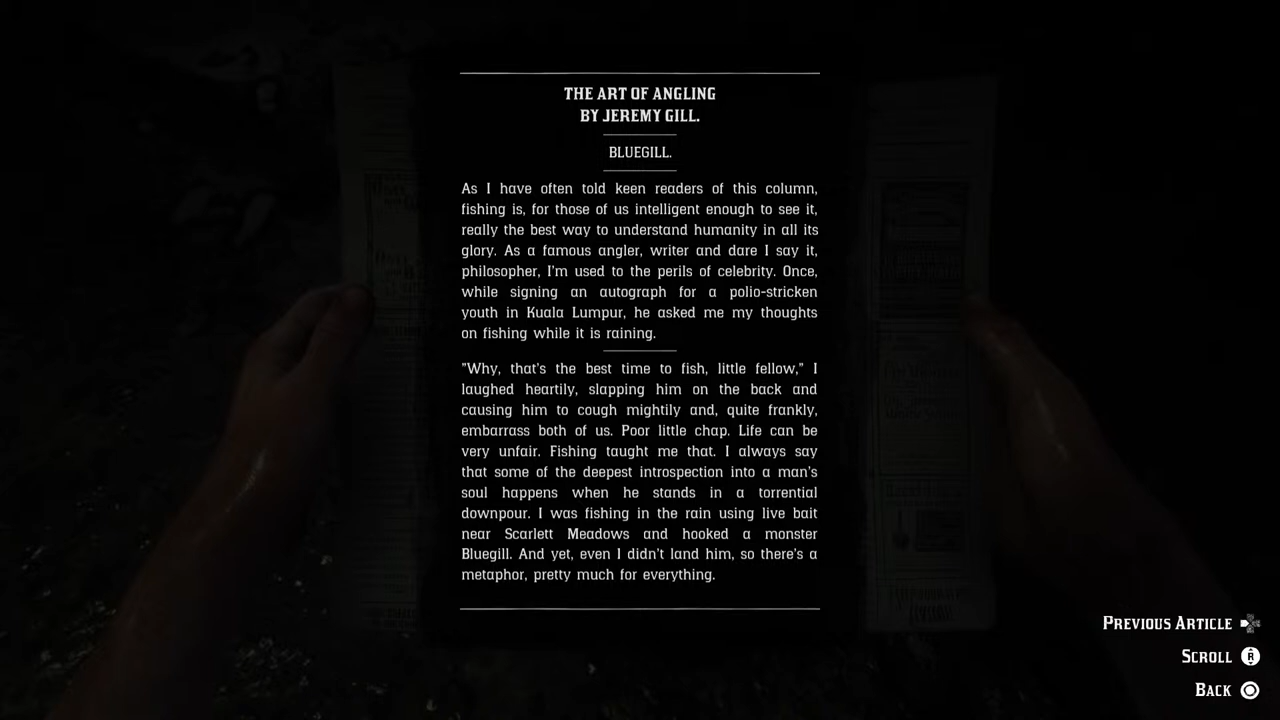 THE ART OF ANGLING
BY JEREMY GILL.
BLUEGILL.
As I have often told keen readers of this column,
fishing is, for those of us intelligent enough to see it,
really the best way to understand humanity in all its
glory. As a famous angler, writer and dare I say it,
philosopher, I'm used to the perils of celebrity. Once,
while signing an autograph for a polio-stricken
youth in Kuala Lumpur, he asked me my thoughts
on fishing while it is raining.
"Why, that's the best time to fish, little fellow," I
laughed heartily, slapping him on the back and
causing him to cough mightily and, quite frankly,
embarrass both of us. Poor little chap. Life can be
very unfair. Fishing taught me that. I always say
that some of the deepest introspection into a man's
soul happens when he stands in a torrential
downpour. I was fishing in the rain using live bait
near Scarlett Meadows and hooked a monster
Bluegill. And yet, even I didn't land him, so there's a
metaphor, pretty much for everything.
PREVIOUS ARTICLE
SCROLL R
BACK